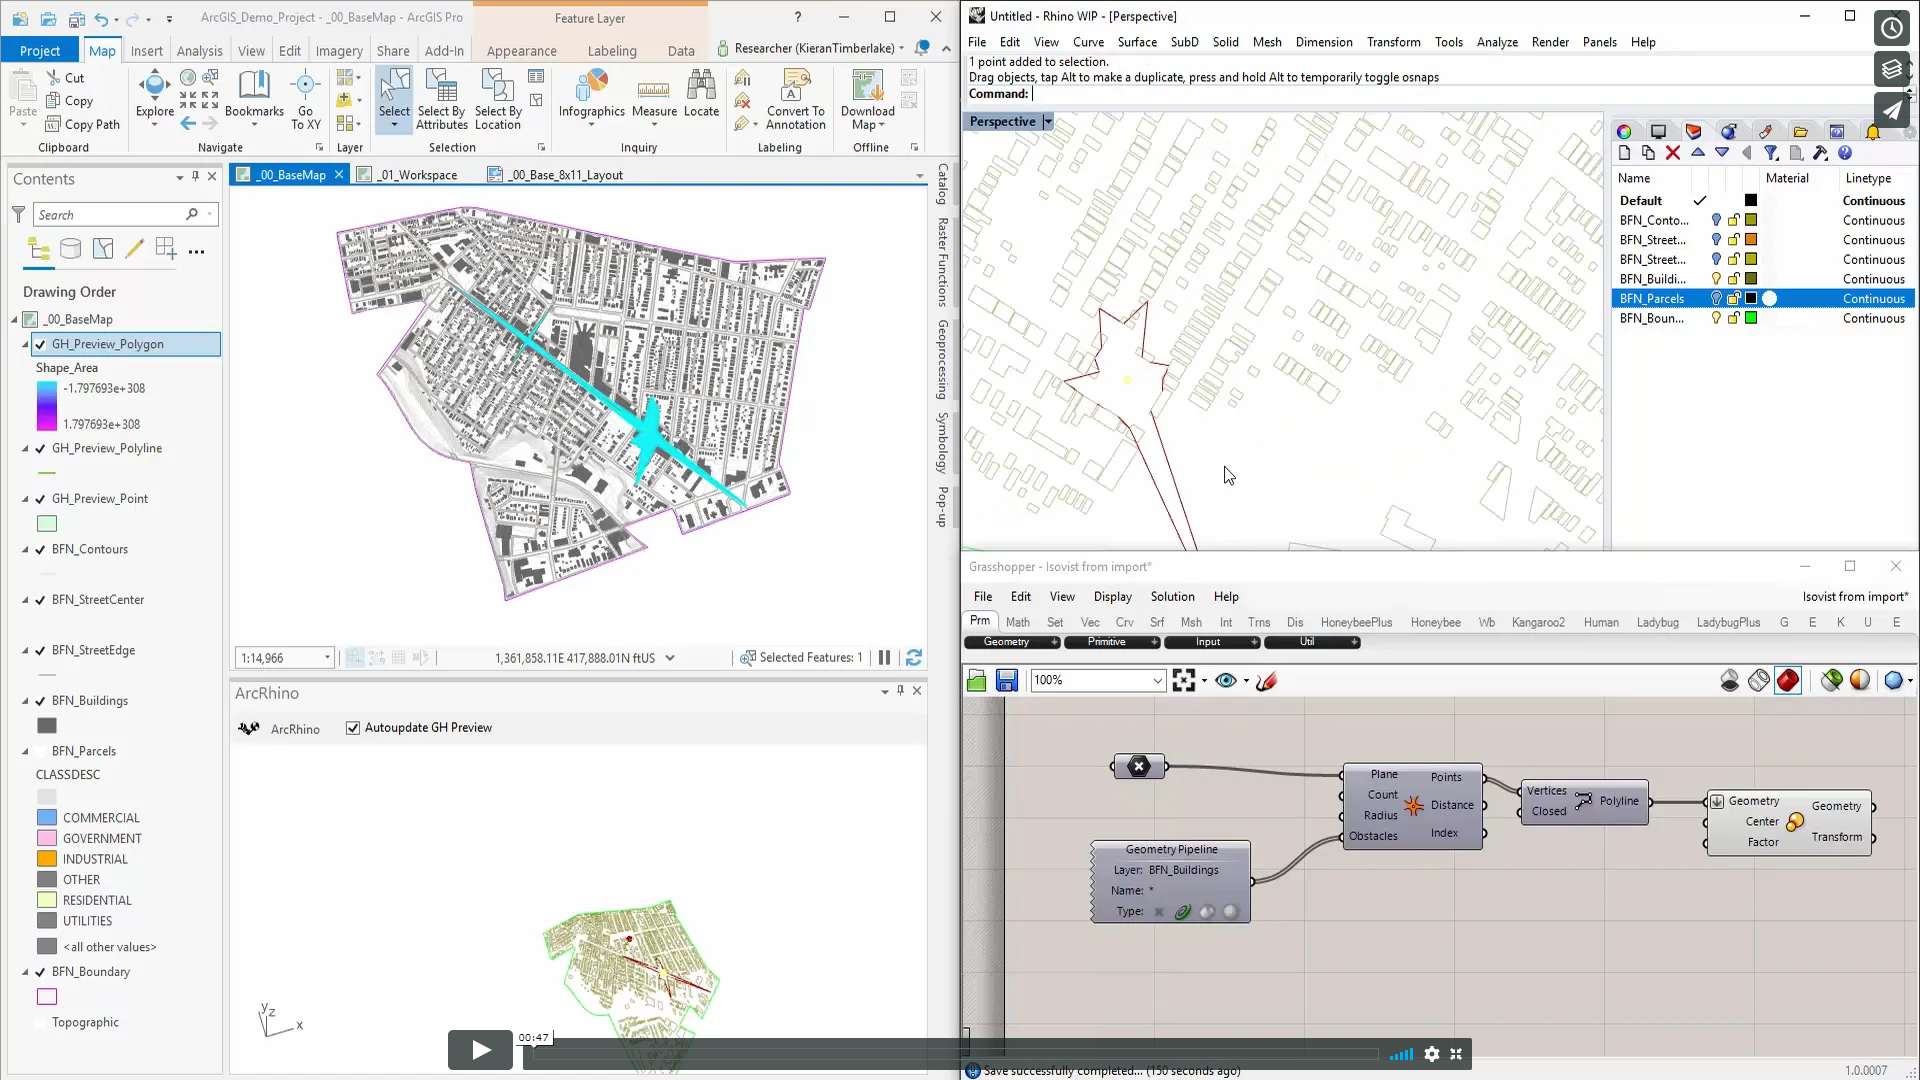 ArcGIS_Demo_Project - _00_BaseMap - ArcGIS Pro
Feature Layer
?
Project
Map
Insert
Analysis
View
Edit
Imagery
Share
Add-In
Appearance
Labeling
Data
Researcher (KieranTimberlake)
Paste
Cut
Copy
Copy Path
Clipboard
Explore
Bookmarks
Go To XY
Navigate
Layer
Select
Select By Attributes
Select By Location
Selection
Infographics
Measure
Locate
Inquiry
Convert To Annotation
Labeling
Download Map
Offline
Contents
Search
Drawing Order
_00_BaseMap
GH_Preview_Polygon
Shape_Area
-1.797693e+308
1.797693e+308
GH_Preview_Polyline
GH_Preview_Point
BFN_Contours
BFN_StreetCenter
BFN_StreetEdge
BFN_Buildings
BFN_Parcels
CLASSDESC
COMMERCIAL
GOVERNMENT
INDUSTRIAL
OTHER
RESIDENTIAL
UTILITIES
<all other values>
BFN_Boundary
Topographic
_00_BaseMap
_01_Workspace
_00_Base_8x11_Layout
Catalog
Raster Functions
Geoprocessing
Symbology
Pop-up
1:14,966
1,361,858.11E 417,888.01N ftUS
Selected Features: 1
ArcRhino
ArcRhino
Autoupdate GH Preview
y
z
x
00:47
Untitled - Rhino WIP - [Perspective]
File Edit View Curve Surface SubD Solid Mesh Dimension Transform Tools Analyze Render Panels Help
1 point added to selection.
Drag objects, tap Alt to make a duplicate, press and hold Alt to temporarily toggle osnaps
Command:
Perspective
Name Material Linetype
Default Continuous
BFN_Conto... Continuous
BFN_Street... Continuous
BFN_Street... Continuous
BFN_Buildi... Continuous
BFN_Parcels Continuous
BFN_Boun... Continuous
Grasshopper - Isovist from import*
File Edit View Display Solution Help
Isovist from import*
Prm Math Set Vec Crv Srf Msh Int Trns Dis HoneybeePlus Honeybee Wb Kangaroo2 Human Ladybug LadybugPlus G E K U E
Geometry
Primitive
Input
Util
100%
Plane
Count
Radius
Obstacles
Points
Distance
Index
Vertices
Closed
Polyline
Geometry
Center
Factor
Geometry
Transform
Geometry Pipeline
Layer: BFN_Buildings
Name: *
Type:
Save successfully completed... (150 seconds ago)
1.0.0007